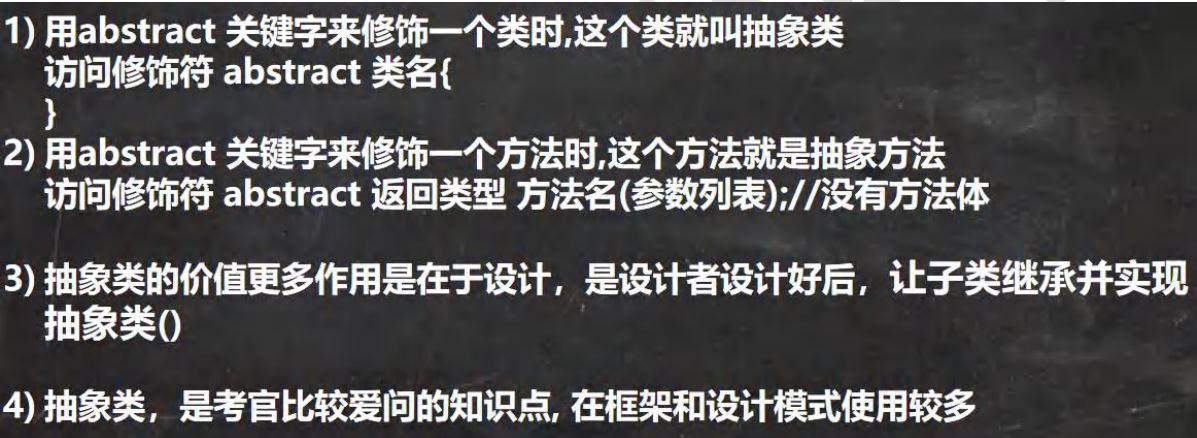 1) 用abstract 关键字来修饰一个类时,这个类就叫抽象类
访问修饰符 abstract 类名{
}
2) 用abstract 关键字来修饰一个方法时,这个方法就是抽象方法
访问修饰符 abstract 返回类型 方法名(参数列表);//没有方法体
3) 抽象类的价值更多作用是在于设计，是设计者设计好后，让子类继承并实现
抽象类()
4) 抽象类，是考官比较爱问的知识点, 在框架和设计模式使用较多